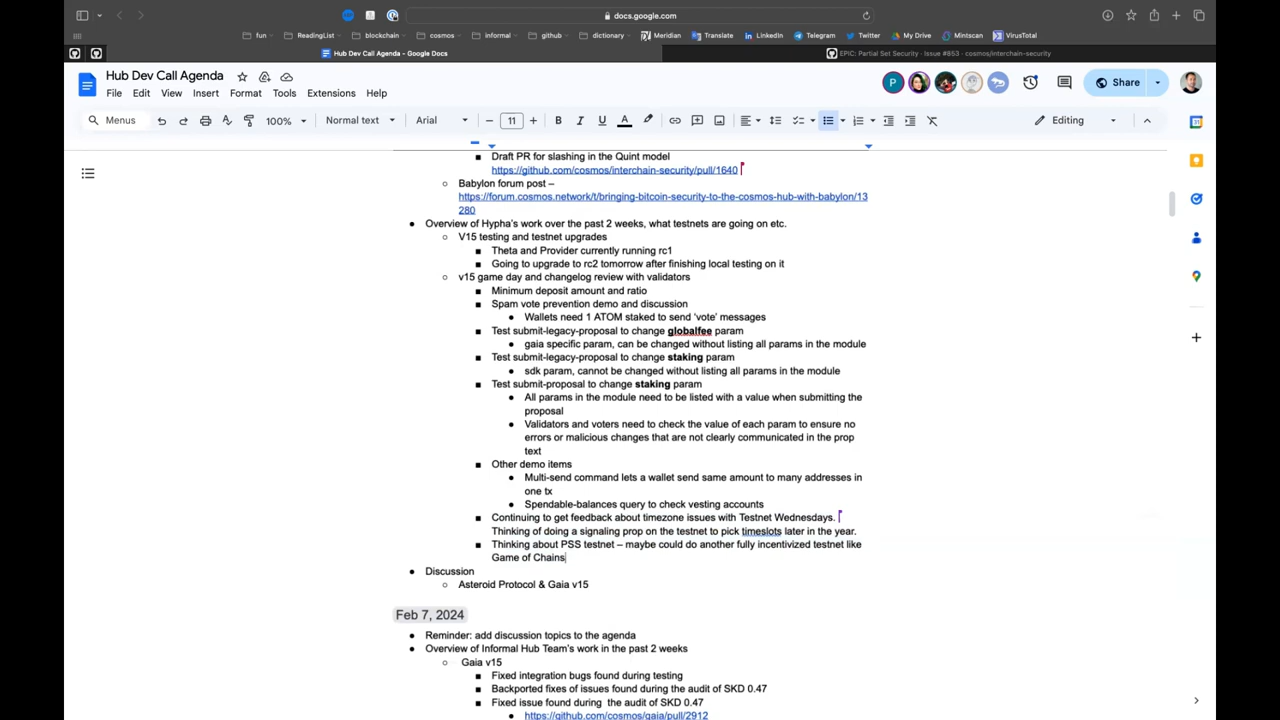 docs.google.com
fun
ReadingList
blockchain
cosmos
informal
github
dictionary
Meridian
Translate
LinkedIn
Telegram
Twitter
My Drive
Mintscan
VirusTotal
Hub Dev Call Agenda - Google Docs
EPIC: Partial Set Security · Issue #853 · cosmos/interchain-security
Hub Dev Call Agenda
File Edit View Insert Format Tools Extensions Help
P
Share
Menus
100%
Normal text
Arial
11
Editing
Draft PR for slashing in the Quint model
https://github.com/cosmos/interchain-security/pull/1640
Babylon forum post –
https://forum.cosmos.network/t/bringing-bitcoin-security-to-the-cosmos-hub-with-babylon/13
280
Overview of Hypha's work over the past 2 weeks, what testnets are going on etc.
V15 testing and testnet upgrades
Theta and Provider currently running rc1
Going to upgrade to rc2 tomorrow after finishing local testing on it
v15 game day and changelog review with validators
Minimum deposit amount and ratio
Spam vote prevention demo and discussion
Wallets need 1 ATOM staked to send 'vote' messages
Test submit-legacy-proposal to change globalfee param
gaia specific param, can be changed without listing all params in the module
Test submit-legacy-proposal to change staking param
sdk param, cannot be changed without listing all params in the module
Test submit-proposal to change staking param
All params in the module need to be listed with a value when submitting the
proposal
Validators and voters need to check the value of each param to ensure no
errors or malicious changes that are not clearly communicated in the prop
text
Other demo items
Multi-send command lets a wallet send same amount to many addresses in
one tx
Spendable-balances query to check vesting accounts
Continuing to get feedback about timezone issues with Testnet Wednesdays.
Thinking of doing a signaling prop on the testnet to pick timeslots later in the year.
Thinking about PSS testnet – maybe could do another fully incentivized testnet like
Game of Chains
Discussion
Asteroid Protocol & Gaia v15
Feb 7, 2024
Reminder: add discussion topics to the agenda
Overview of Informal Hub Team's work in the past 2 weeks
Gaia v15
Fixed integration bugs found during testing
Backported fixes of issues found during the audit of SKD 0.47
Fixed issue found during the audit of SKD 0.47
https://github.com/cosmos/gaia/pull/2912